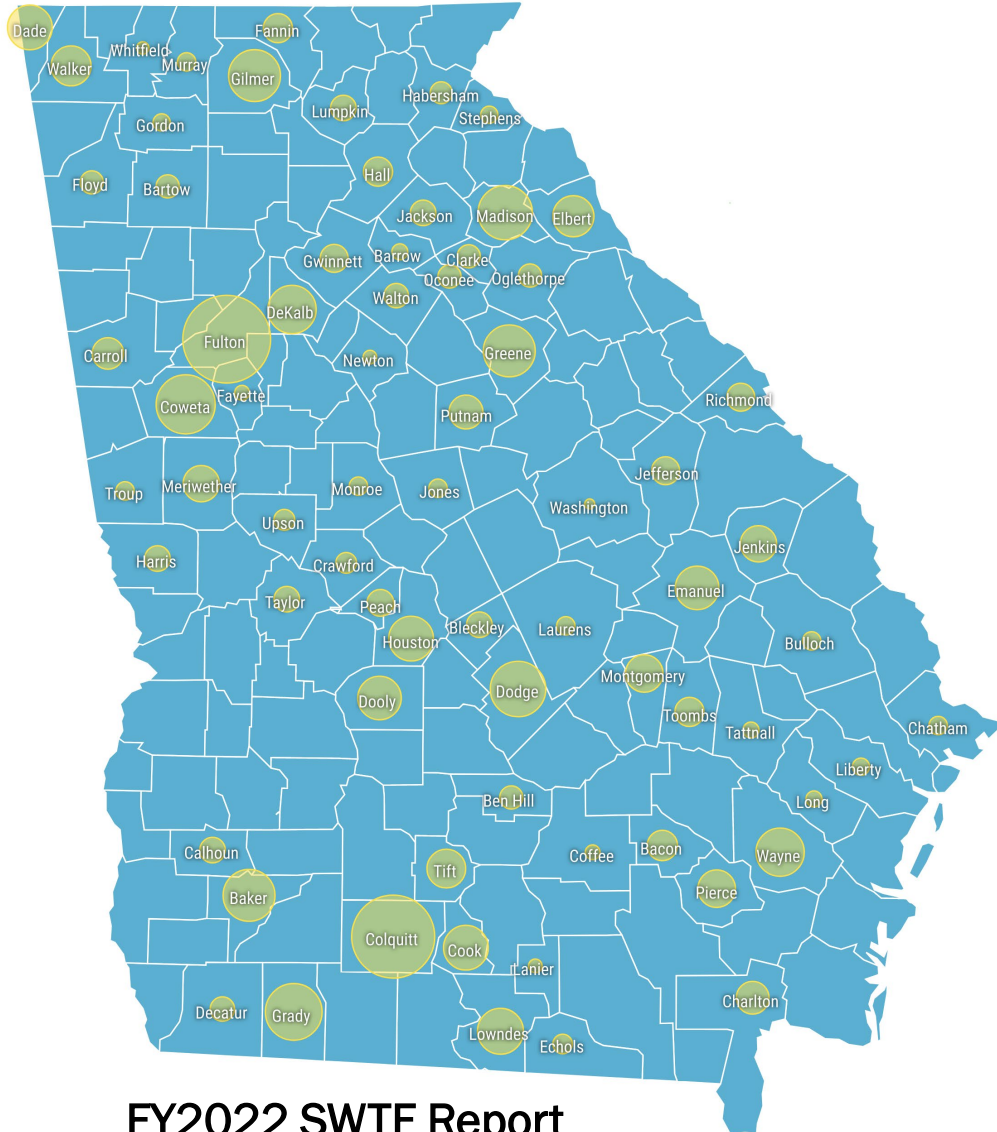 Dade
Fannin
Whitfield
Murray
Walker
Gilmer
Habersham
Lumpkin
Stephens
Gordon
Hall
Floyd
Bartow
Jackson
Madison
Elbert
Gwinnett
Barrow
Clarke
Oconee
Oglethorpe
Walton
DeKalb
Fulton
Carroll
Newton
Greene
Fayette
Coweta
Richmond
Putnam
Jefferson
Troup
Meriwether
Monroe
Jones
Washington
Upson
Jenkins
Harris
Crawford
Emanuel
Taylor
Peach
Bleckley
Laurens
Houston
Bulloch
Montgomery
Dodge
Dooly
Toombs
Tattnall
Chatham
Liberty
Ben Hill
Long
Calhoun
Coffee
Bacon
Wayne
Tift
Pierce
Baker
Colquitt
Cook
Lanier
Charlton
Decatur
Grady
Lowndes
Echols
FY2022 SWTF Report